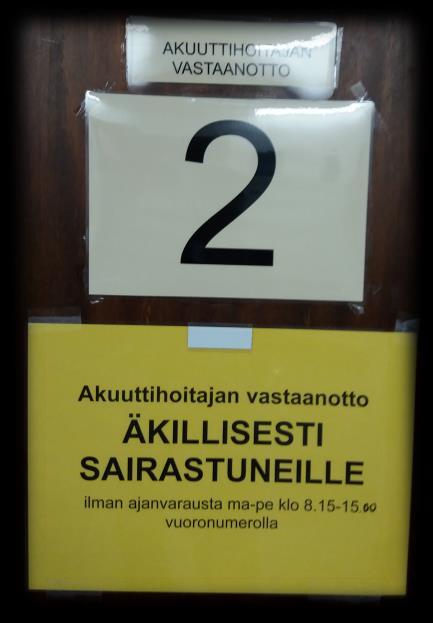 AKUUTTIHOITAJAN
VASTAANOTTO
2
Akuuttihoitajan vastaanotto
ÄKILLISESTI
SAIRASTUNEILLE
ilman ajanvarausta ma-pe klo 8.15-15.00
vuoronumerolla